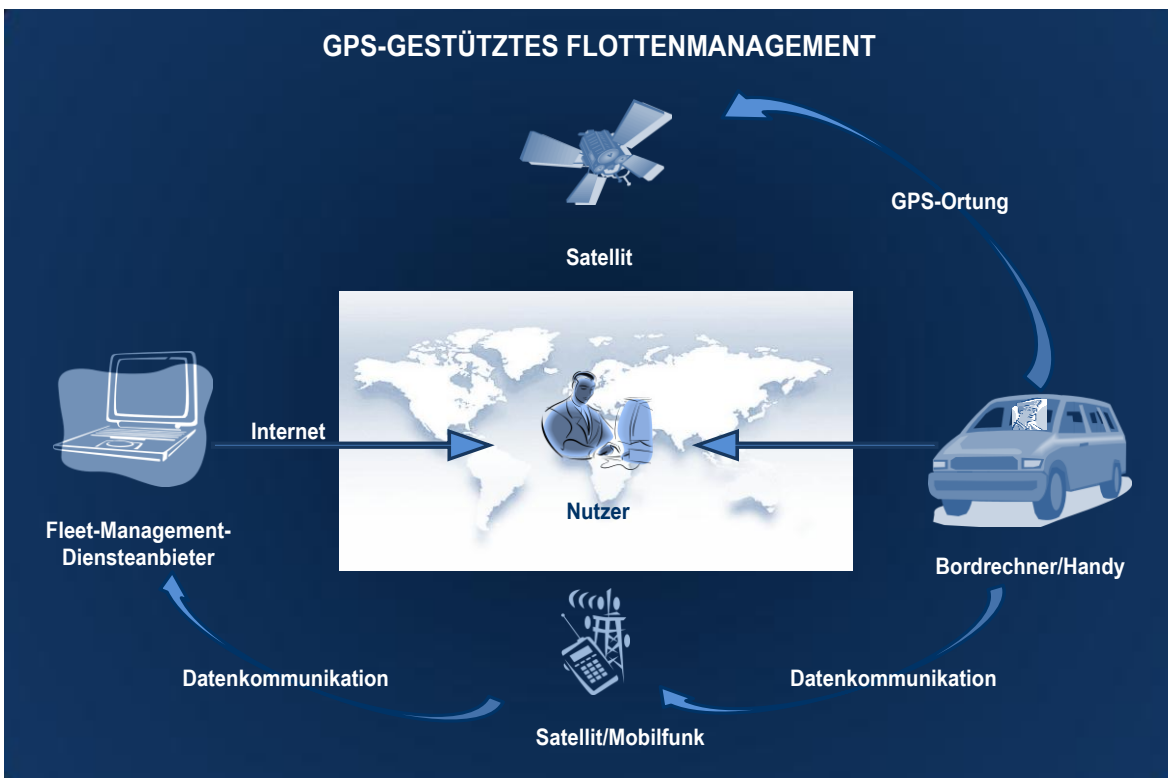 GPS-GESTÜTZTES FLOTTENMANAGEMENT
GPS-Ortung
Satellit
Internet
Nutzer
Fleet-Management-
Diensteanbieter
Bordrechner/Handy
Datenkommunikation
Datenkommunikation
Satellit/Mobilfunk